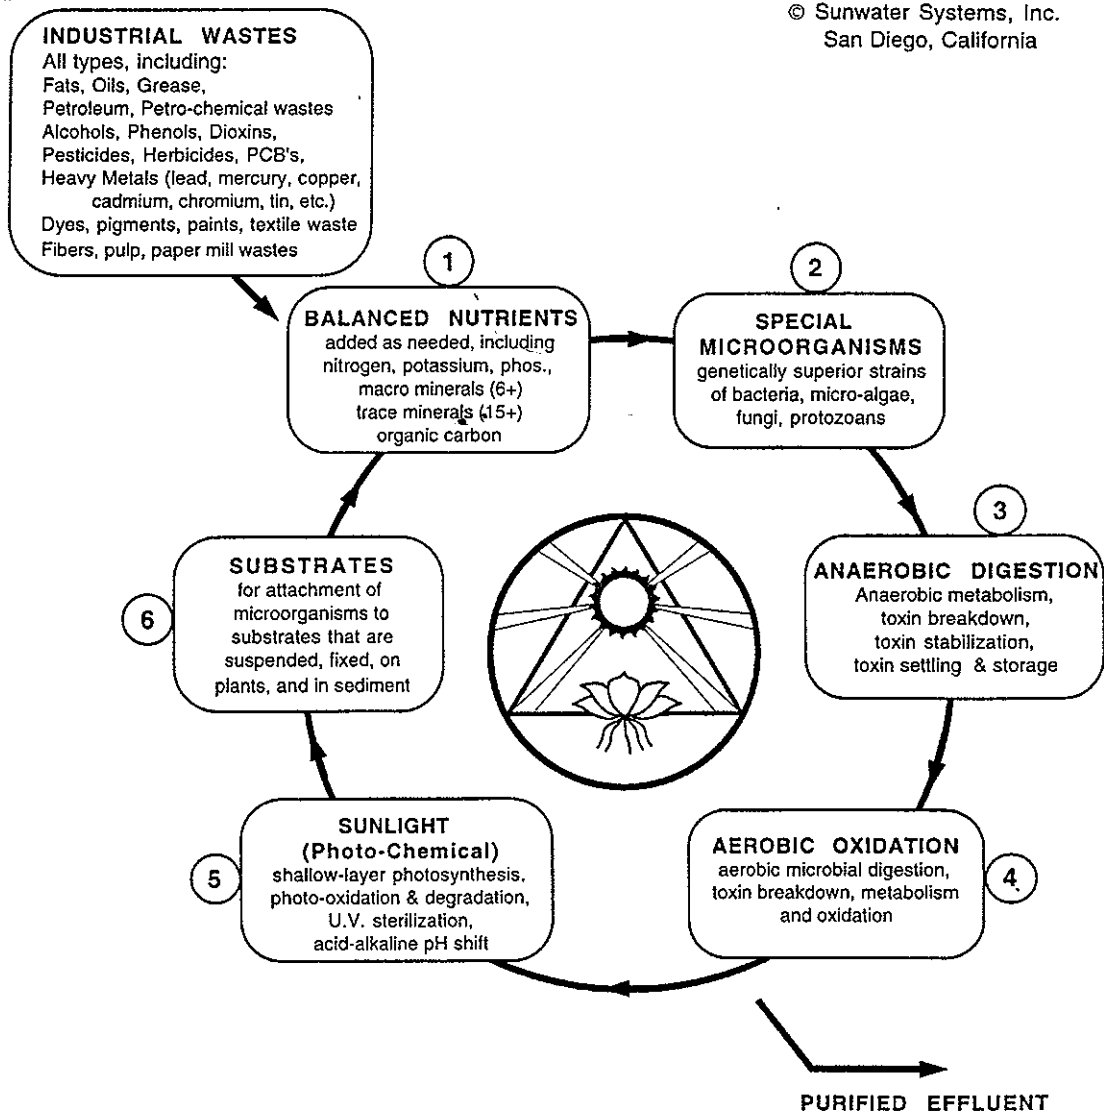 © Sunwater Systems, Inc.
San Diego, California
INDUSTRIAL WASTES
All types, including:
Fats, Oils, Grease,
Petroleum, Petro-chemical wastes
Alcohols, Phenols, Dioxins,
Pesticides, Herbicides, PCB's,
Heavy Metals (lead, mercury, copper,
cadmium, chromium, tin, etc.)
Dyes, pigments, paints, textile waste
Fibers, pulp, paper mill wastes
1
BALANCED NUTRIENTS
added as needed, including
nitrogen, potassium, phos.,
macro minerals (6+)
trace minerals (15+)
organic carbon
2
SPECIAL
MICROORGANISMS
genetically superior strains
of bacteria, micro-algae,
fungi, protozoans
3
ANAEROBIC DIGESTION
Anaerobic metabolism,
toxin breakdown,
toxin stabilization,
toxin settling & storage
4
AEROBIC OXIDATION
aerobic microbial digestion,
toxin breakdown, metabolism
and oxidation
5
SUNLIGHT
(Photo-Chemical)
shallow-layer photosynthesis,
photo-oxidation & degradation,
U.V. sterilization,
acid-alkaline pH shift
6
SUBSTRATES
for attachment of
microorganisms to
substrates that are
suspended, fixed, on
plants, and in sediment
PURIFIED EFFLUENT